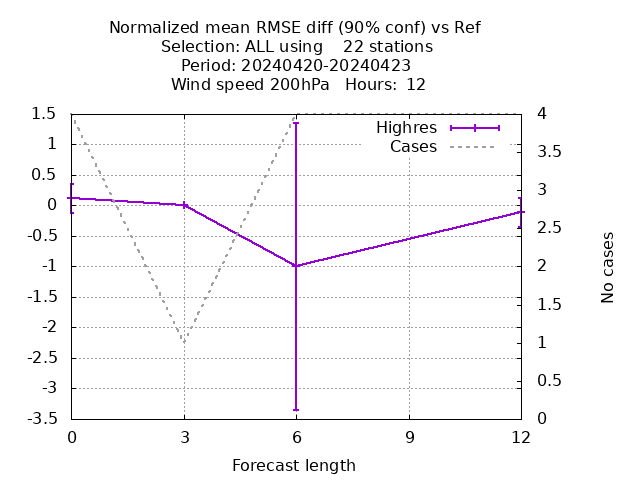 Normalized mean RMSE diff (90% conf) vs Ref
Selection: ALL using    22 stations
Period: 20240420-20240423
Wind speed 200hPa   Hours:  12
Highres
Cases
1.5
1
0.5
0
-0.5
-1
-1.5
-2
-2.5
-3
-3.5
4
3.5
3
2.5
2
1.5
1
0.5
0
No cases
0 3 6 9 12
Forecast length